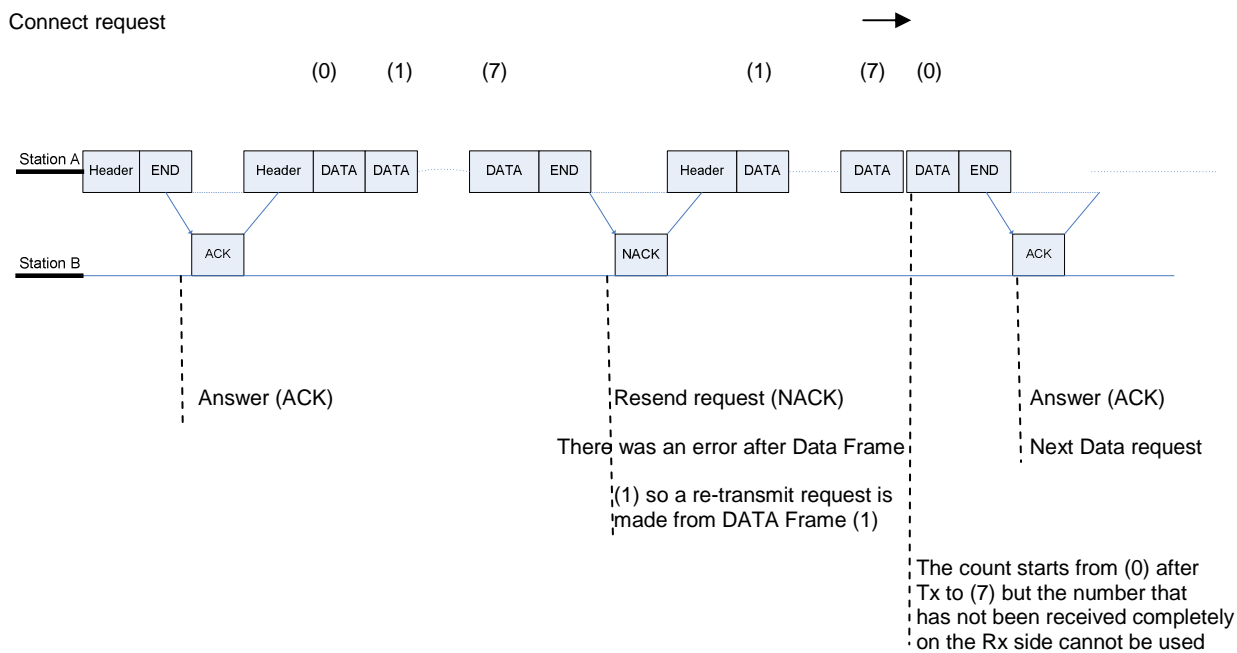 Connect request
(0) (1) (7) (1) (7) (0)
Station A
Header END Header DATA DATA DATA END Header DATA DATA DATA END
ACK NACK ACK
Station B
Answer (ACK)
Resend request (NACK)
Answer (ACK)
There was an error after Data Frame
Next Data request
(1) so a re-transmit request is
made from DATA Frame (1)
The count starts from (0) after
Tx to (7) but the number that
has not been received completely
on the Rx side cannot be used